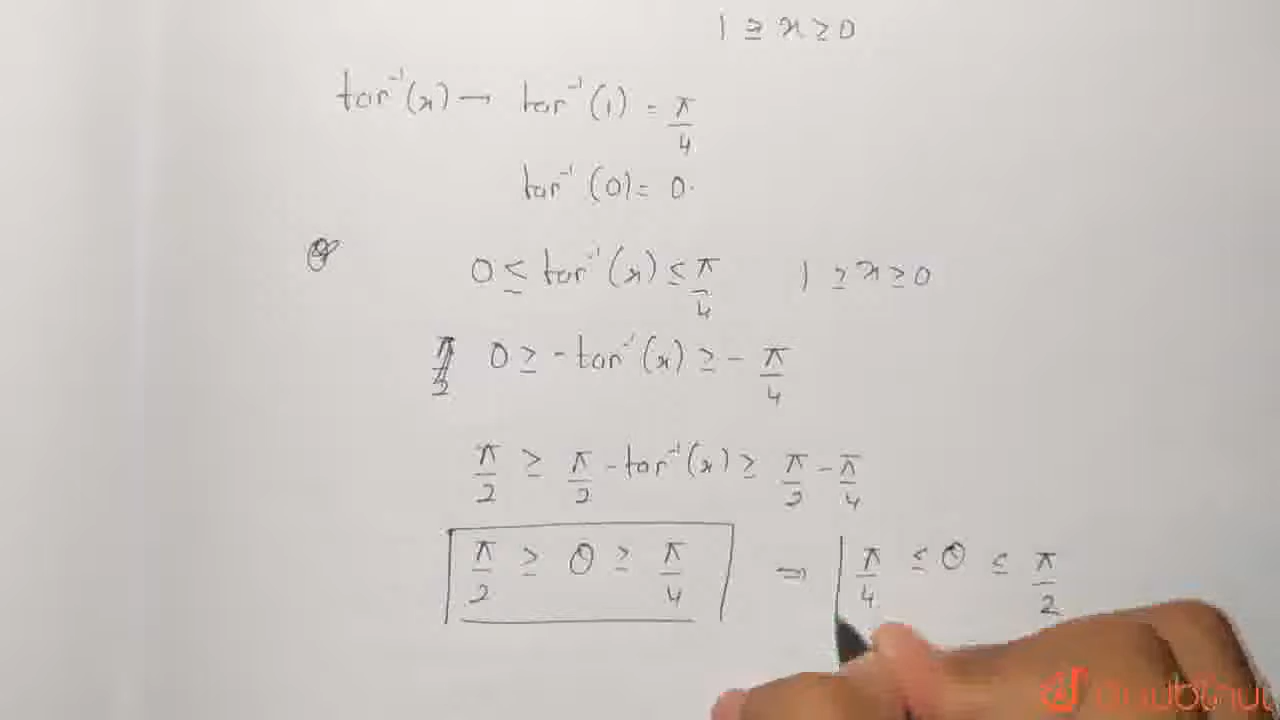 1 ≥ x ≥ 0
tan⁻¹(x) → tan⁻¹(1) = π/4
tan⁻¹(0) = 0.
θ
0 ≤ tan⁻¹(x) ≤ π/4 1 ≥ x ≥ 0
0 ≥ -tan⁻¹(x) ≥ - π/4
π/2 ≥ π/2 - tan⁻¹(x) ≥ π/2 - π/4
π/2 ≥ θ ≥ π/4 ⇒ π/4 ≤ θ ≤ π/2
doubtnut